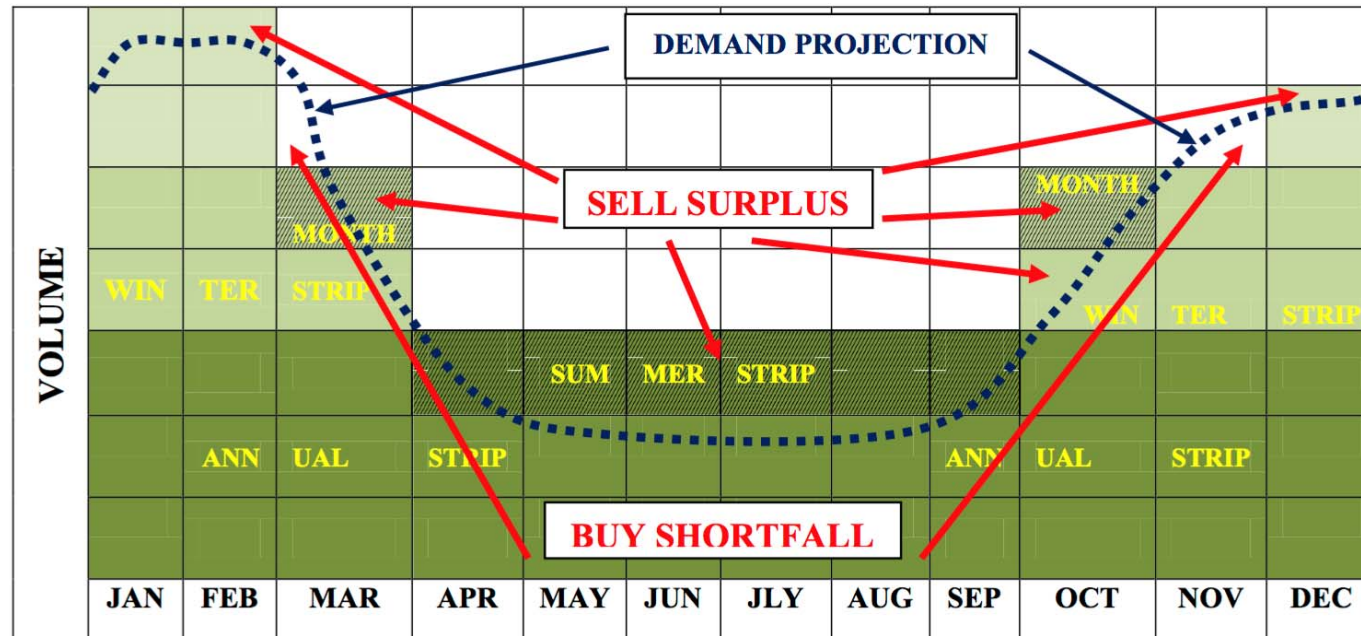 DEMAND PROJECTION
SELL SURPLUS
MONTH
MONTH
WIN TER STRIP
WIN TER STRIP
SUM MER STRIP
ANN UAL STRIP
ANN UAL STRIP
BUY SHORTFALL
VOLUME
JAN FEB MAR APR MAY JUN JLY AUG SEP OCT NOV DEC